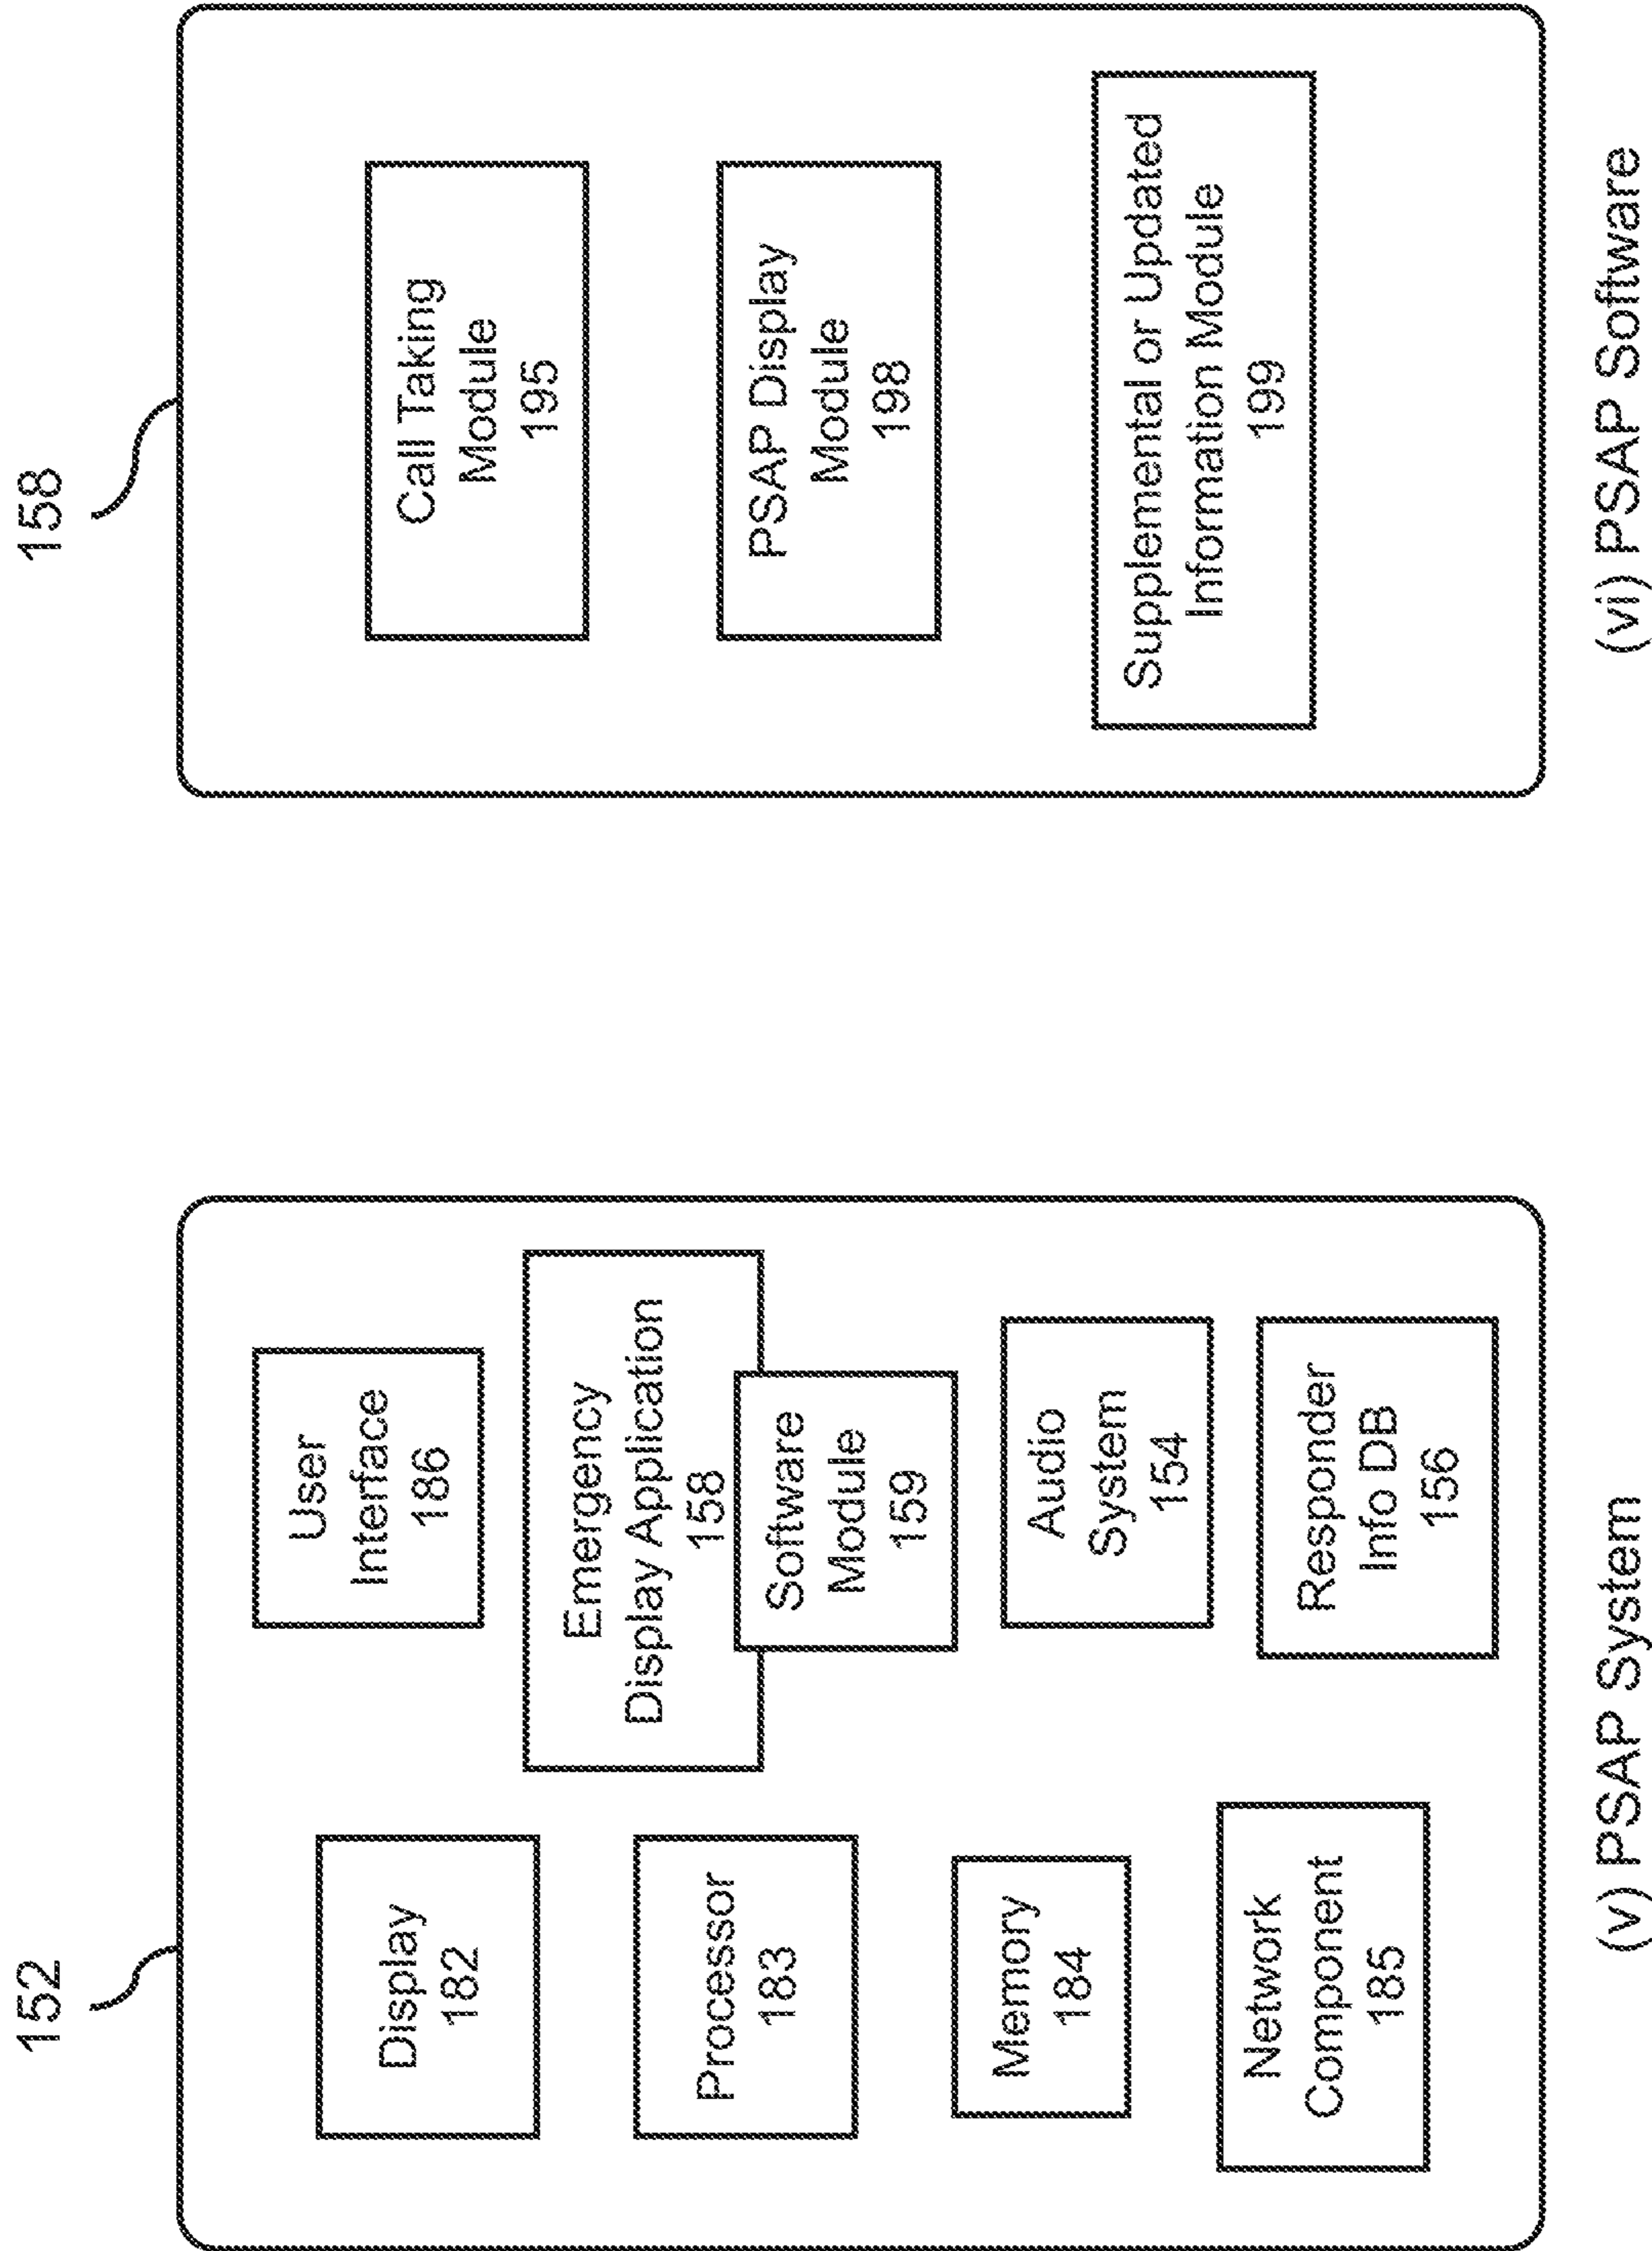 152
Display
182
Processor
183
Memory
184
Network
Component
185
User
Interface
186
Emergency
Display Application
158
Software
Module
159
Audio
System
154
Responder
Info DB
156
(v) PSAP System
158
Call Taking
Module
195
PSAP Display
Module
198
Supplemental or Updated
Information Module
199
(vi) PSAP Software